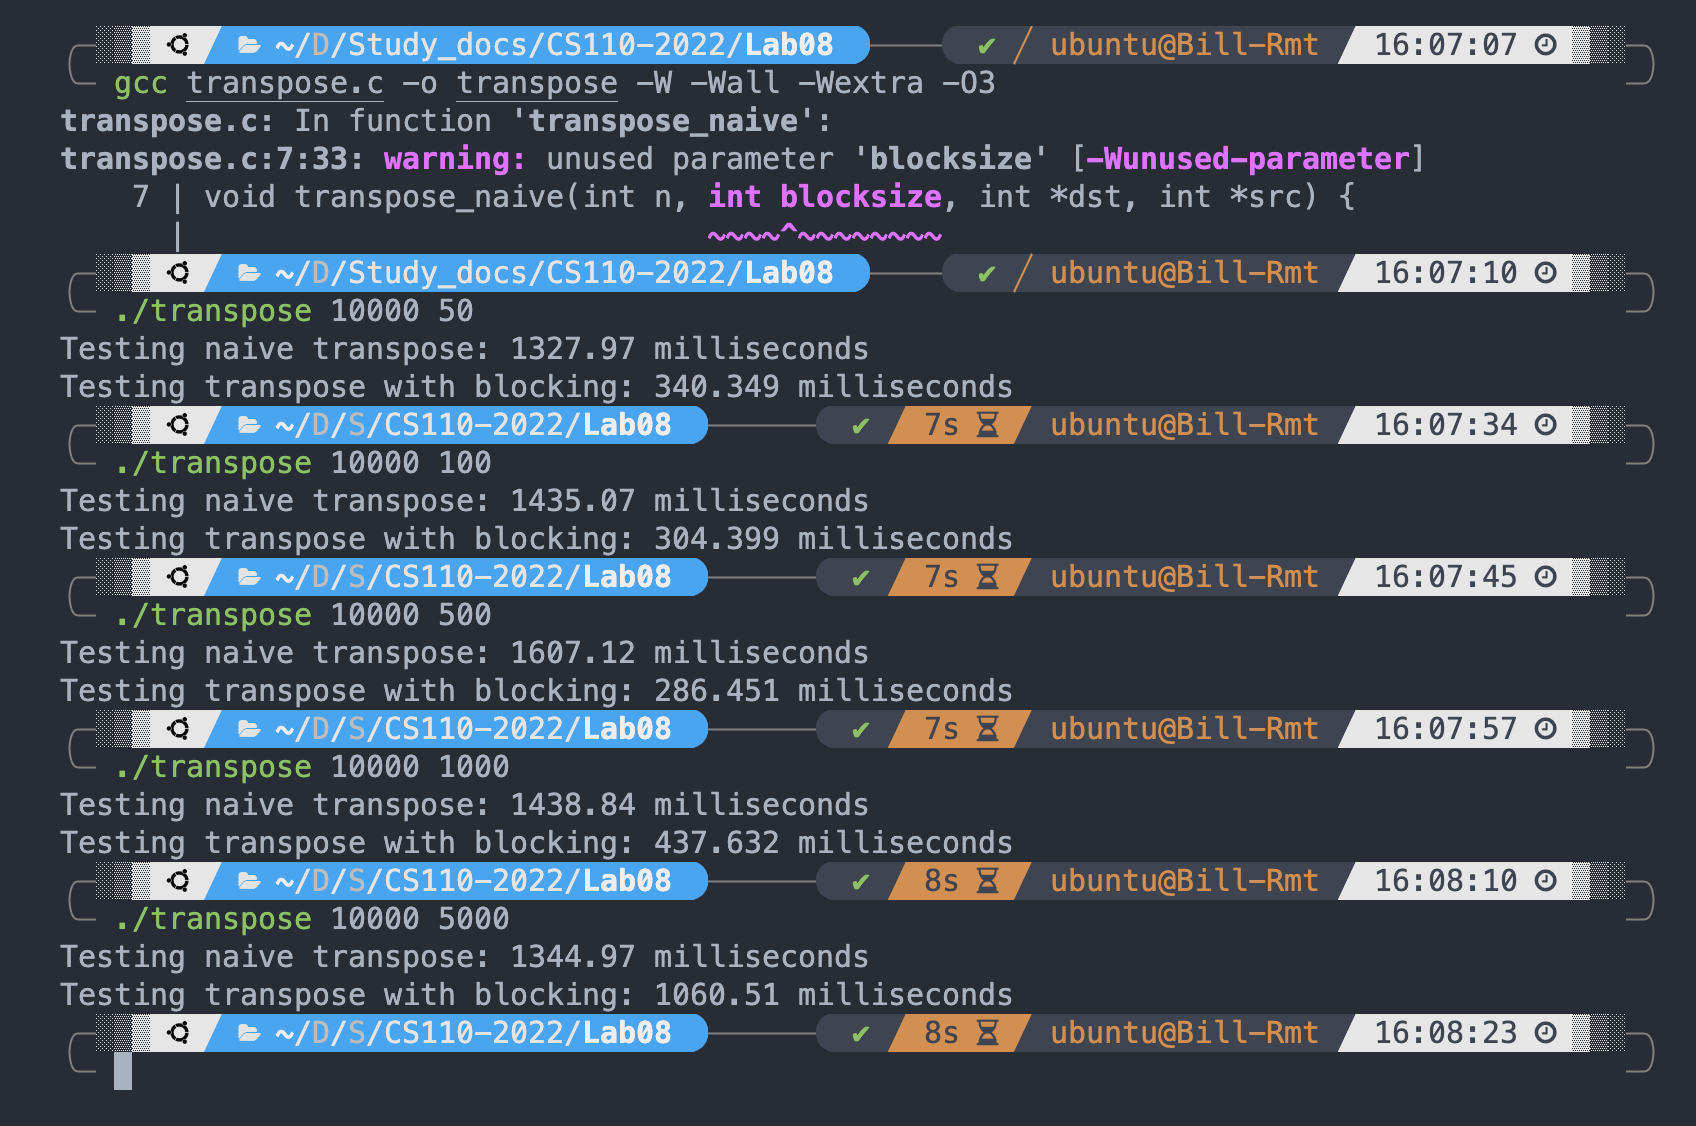 ~/D/Study_docs/CS110-2022/Lab08 ✔ ubuntu@Bill-Rmt 16:07:07
gcc transpose.c -o transpose -W -Wall -Wextra -O3
transpose.c: In function 'transpose_naive':
transpose.c:7:33: warning: unused parameter 'blocksize' [-Wunused-parameter]
    7 | void transpose_naive(int n, int blocksize, int *dst, int *src) {
      |                             ~~~~^~~~~~~~~
~/D/Study_docs/CS110-2022/Lab08 ✔ ubuntu@Bill-Rmt 16:07:10
./transpose 10000 50
Testing naive transpose: 1327.97 milliseconds
Testing transpose with blocking: 340.349 milliseconds
~/D/S/CS110-2022/Lab08 ✔ 7s ubuntu@Bill-Rmt 16:07:34
./transpose 10000 100
Testing naive transpose: 1435.07 milliseconds
Testing transpose with blocking: 304.399 milliseconds
~/D/S/CS110-2022/Lab08 ✔ 7s ubuntu@Bill-Rmt 16:07:45
./transpose 10000 500
Testing naive transpose: 1607.12 milliseconds
Testing transpose with blocking: 286.451 milliseconds
~/D/S/CS110-2022/Lab08 ✔ 7s ubuntu@Bill-Rmt 16:07:57
./transpose 10000 1000
Testing naive transpose: 1438.84 milliseconds
Testing transpose with blocking: 437.632 milliseconds
~/D/S/CS110-2022/Lab08 ✔ 8s ubuntu@Bill-Rmt 16:08:10
./transpose 10000 5000
Testing naive transpose: 1344.97 milliseconds
Testing transpose with blocking: 1060.51 milliseconds
~/D/S/CS110-2022/Lab08 ✔ 8s ubuntu@Bill-Rmt 16:08:23